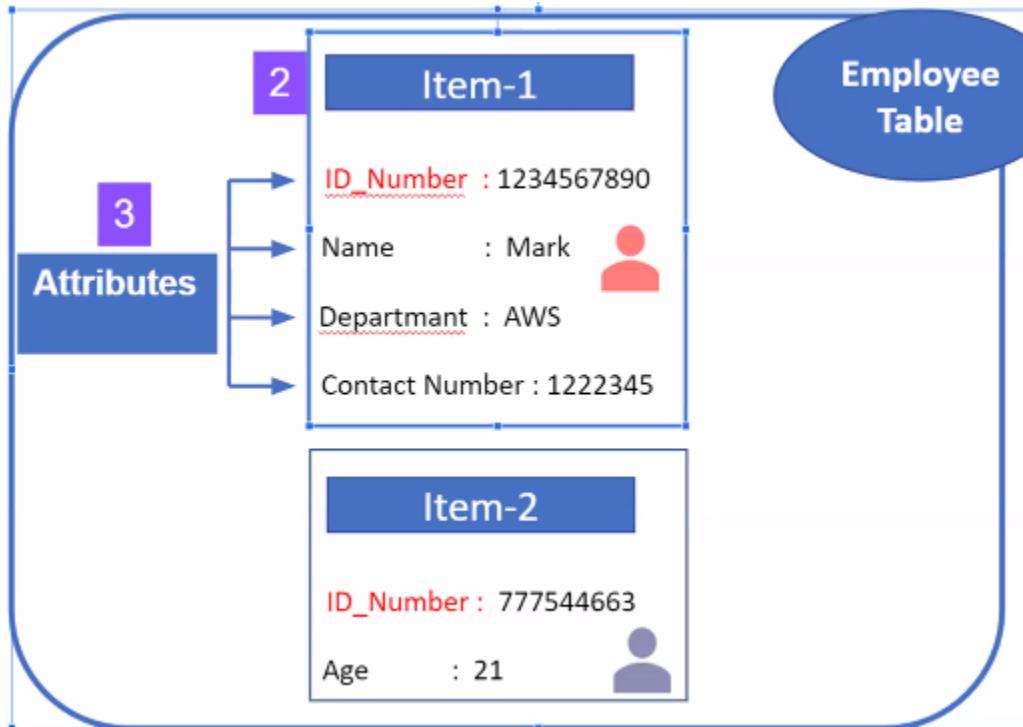 2
Item-1
Employee
Table
ID_Number : 1234567890
3
Name : Mark
Attributes
Departmant : AWS
Contact Number : 1222345
Item-2
ID_Number : 777544663
Age : 21